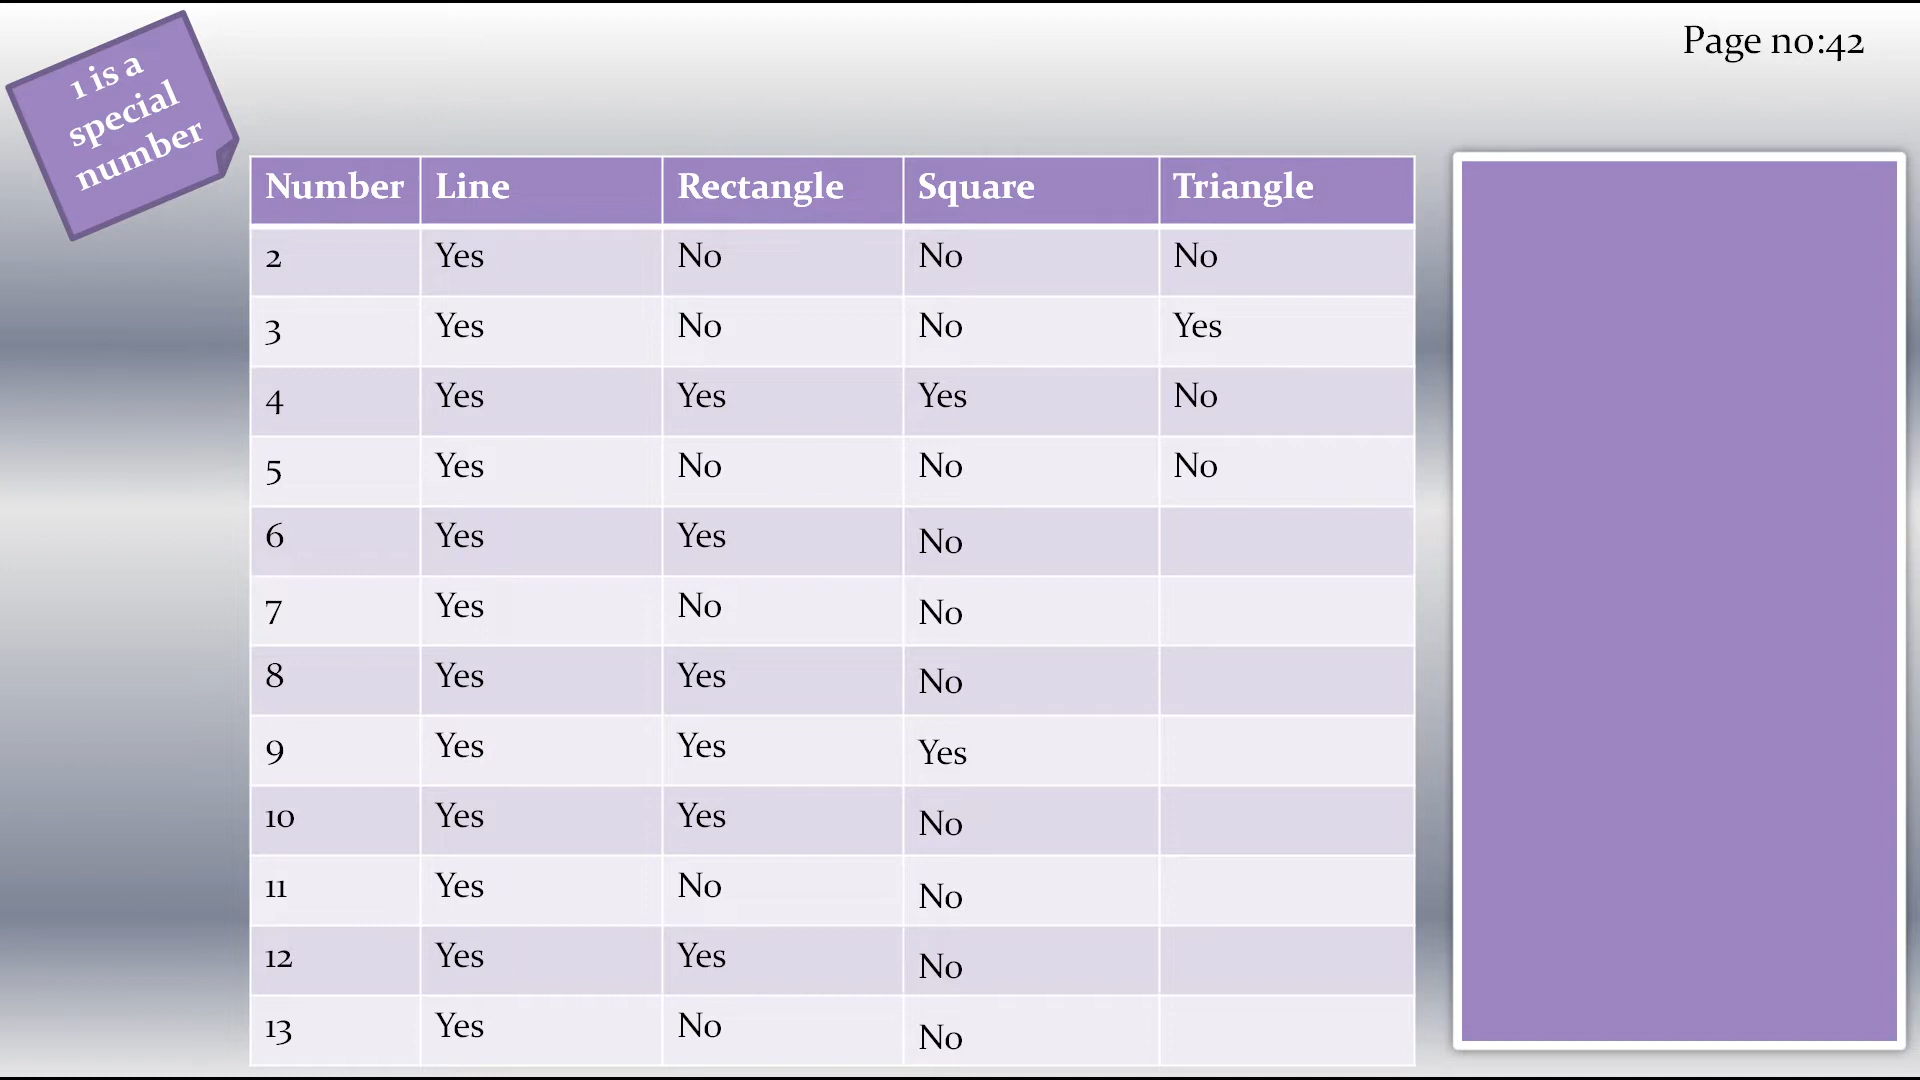 Page no:42
1 is a
special
number
Number Line Rectangle Square Triangle
2 Yes No No No
3 Yes No No Yes
4 Yes Yes Yes No
5 Yes No No No
6 Yes Yes No
7 Yes No No
8 Yes Yes No
9 Yes Yes Yes
10 Yes Yes No
11 Yes No No
12 Yes Yes No
13 Yes No No